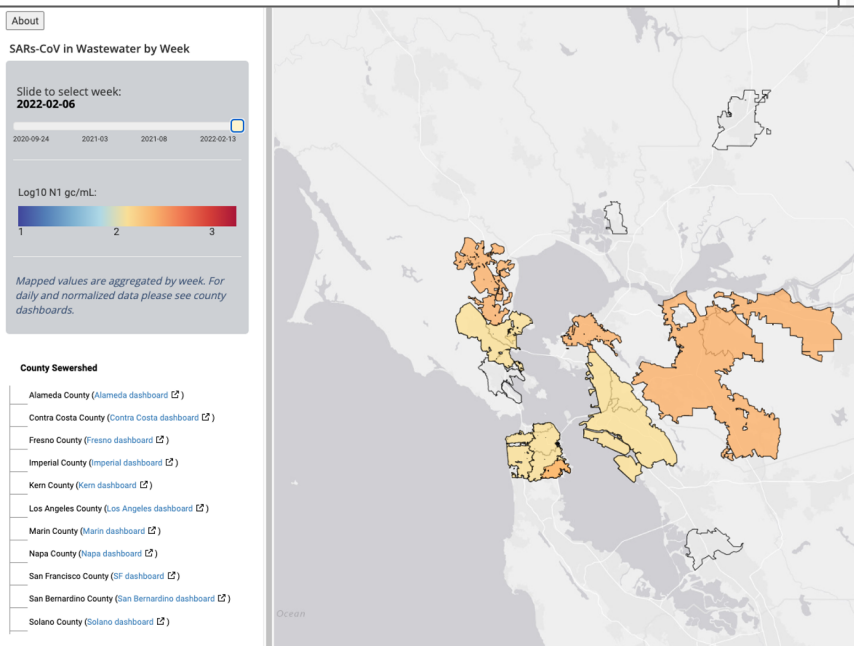 About
SARs-CoV in Wastewater by Week
Slide to select week:
2022-02-06
2020-09-24 2021-03 2021-08 2022-02-13
Log10 N1 gc/mL:
1 2 3
Mapped values are aggregated by week. For
daily and normalized data please see county
dashboards.
County Sewershed
Alameda County (Alameda dashboard )
Contra Costa County (Contra Costa dashboard )
Fresno County (Fresno dashboard )
Imperial County (Imperial dashboard )
Kern County (Kern dashboard )
Los Angeles County (Los Angeles dashboard )
Marin County (Marin dashboard )
Napa County (Napa dashboard )
San Francisco County (SF dashboard )
San Bernardino County (San Bernardino dashboard )
Solano County (Solano dashboard )
Ocean